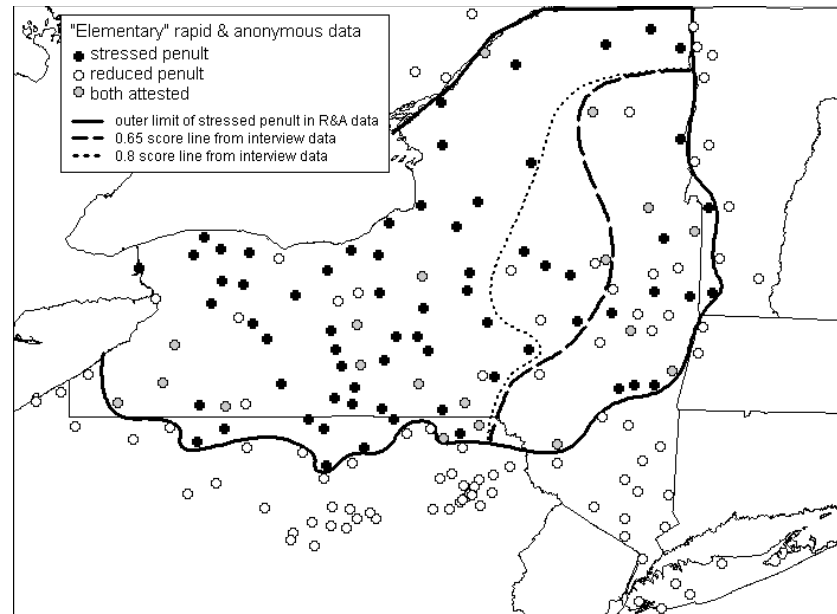 "Elementary" rapid & anonymous data
stressed penult
reduced penult
both attested
outer limit of stressed penult in R&A data
0.65 score line from interview data
0.8 score line from interview data